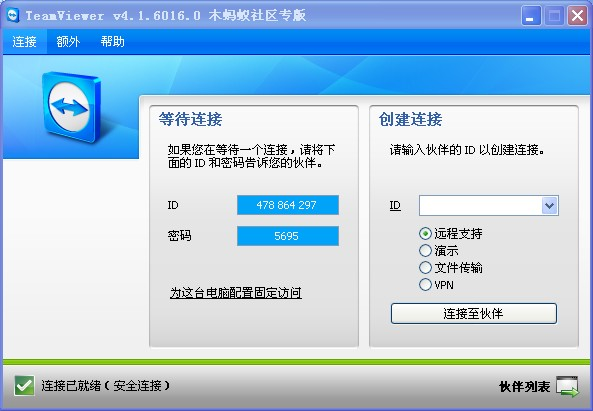 TeamViewer v4.1.6016.0 木蚂蚁社区专版
连接 额外 帮助
等待连接
如果您在等待一个连接，请将下
面的 ID 和密码告诉您的伙伴。
ID 478 864 297
密码 5695
为这台电脑配置固定访问
创建连接
请输入伙伴的 ID 以创建连接。
ID
远程支持
演示
文件传输
VPN
连接至伙伴
连接已就绪（安全连接）
伙伴列表